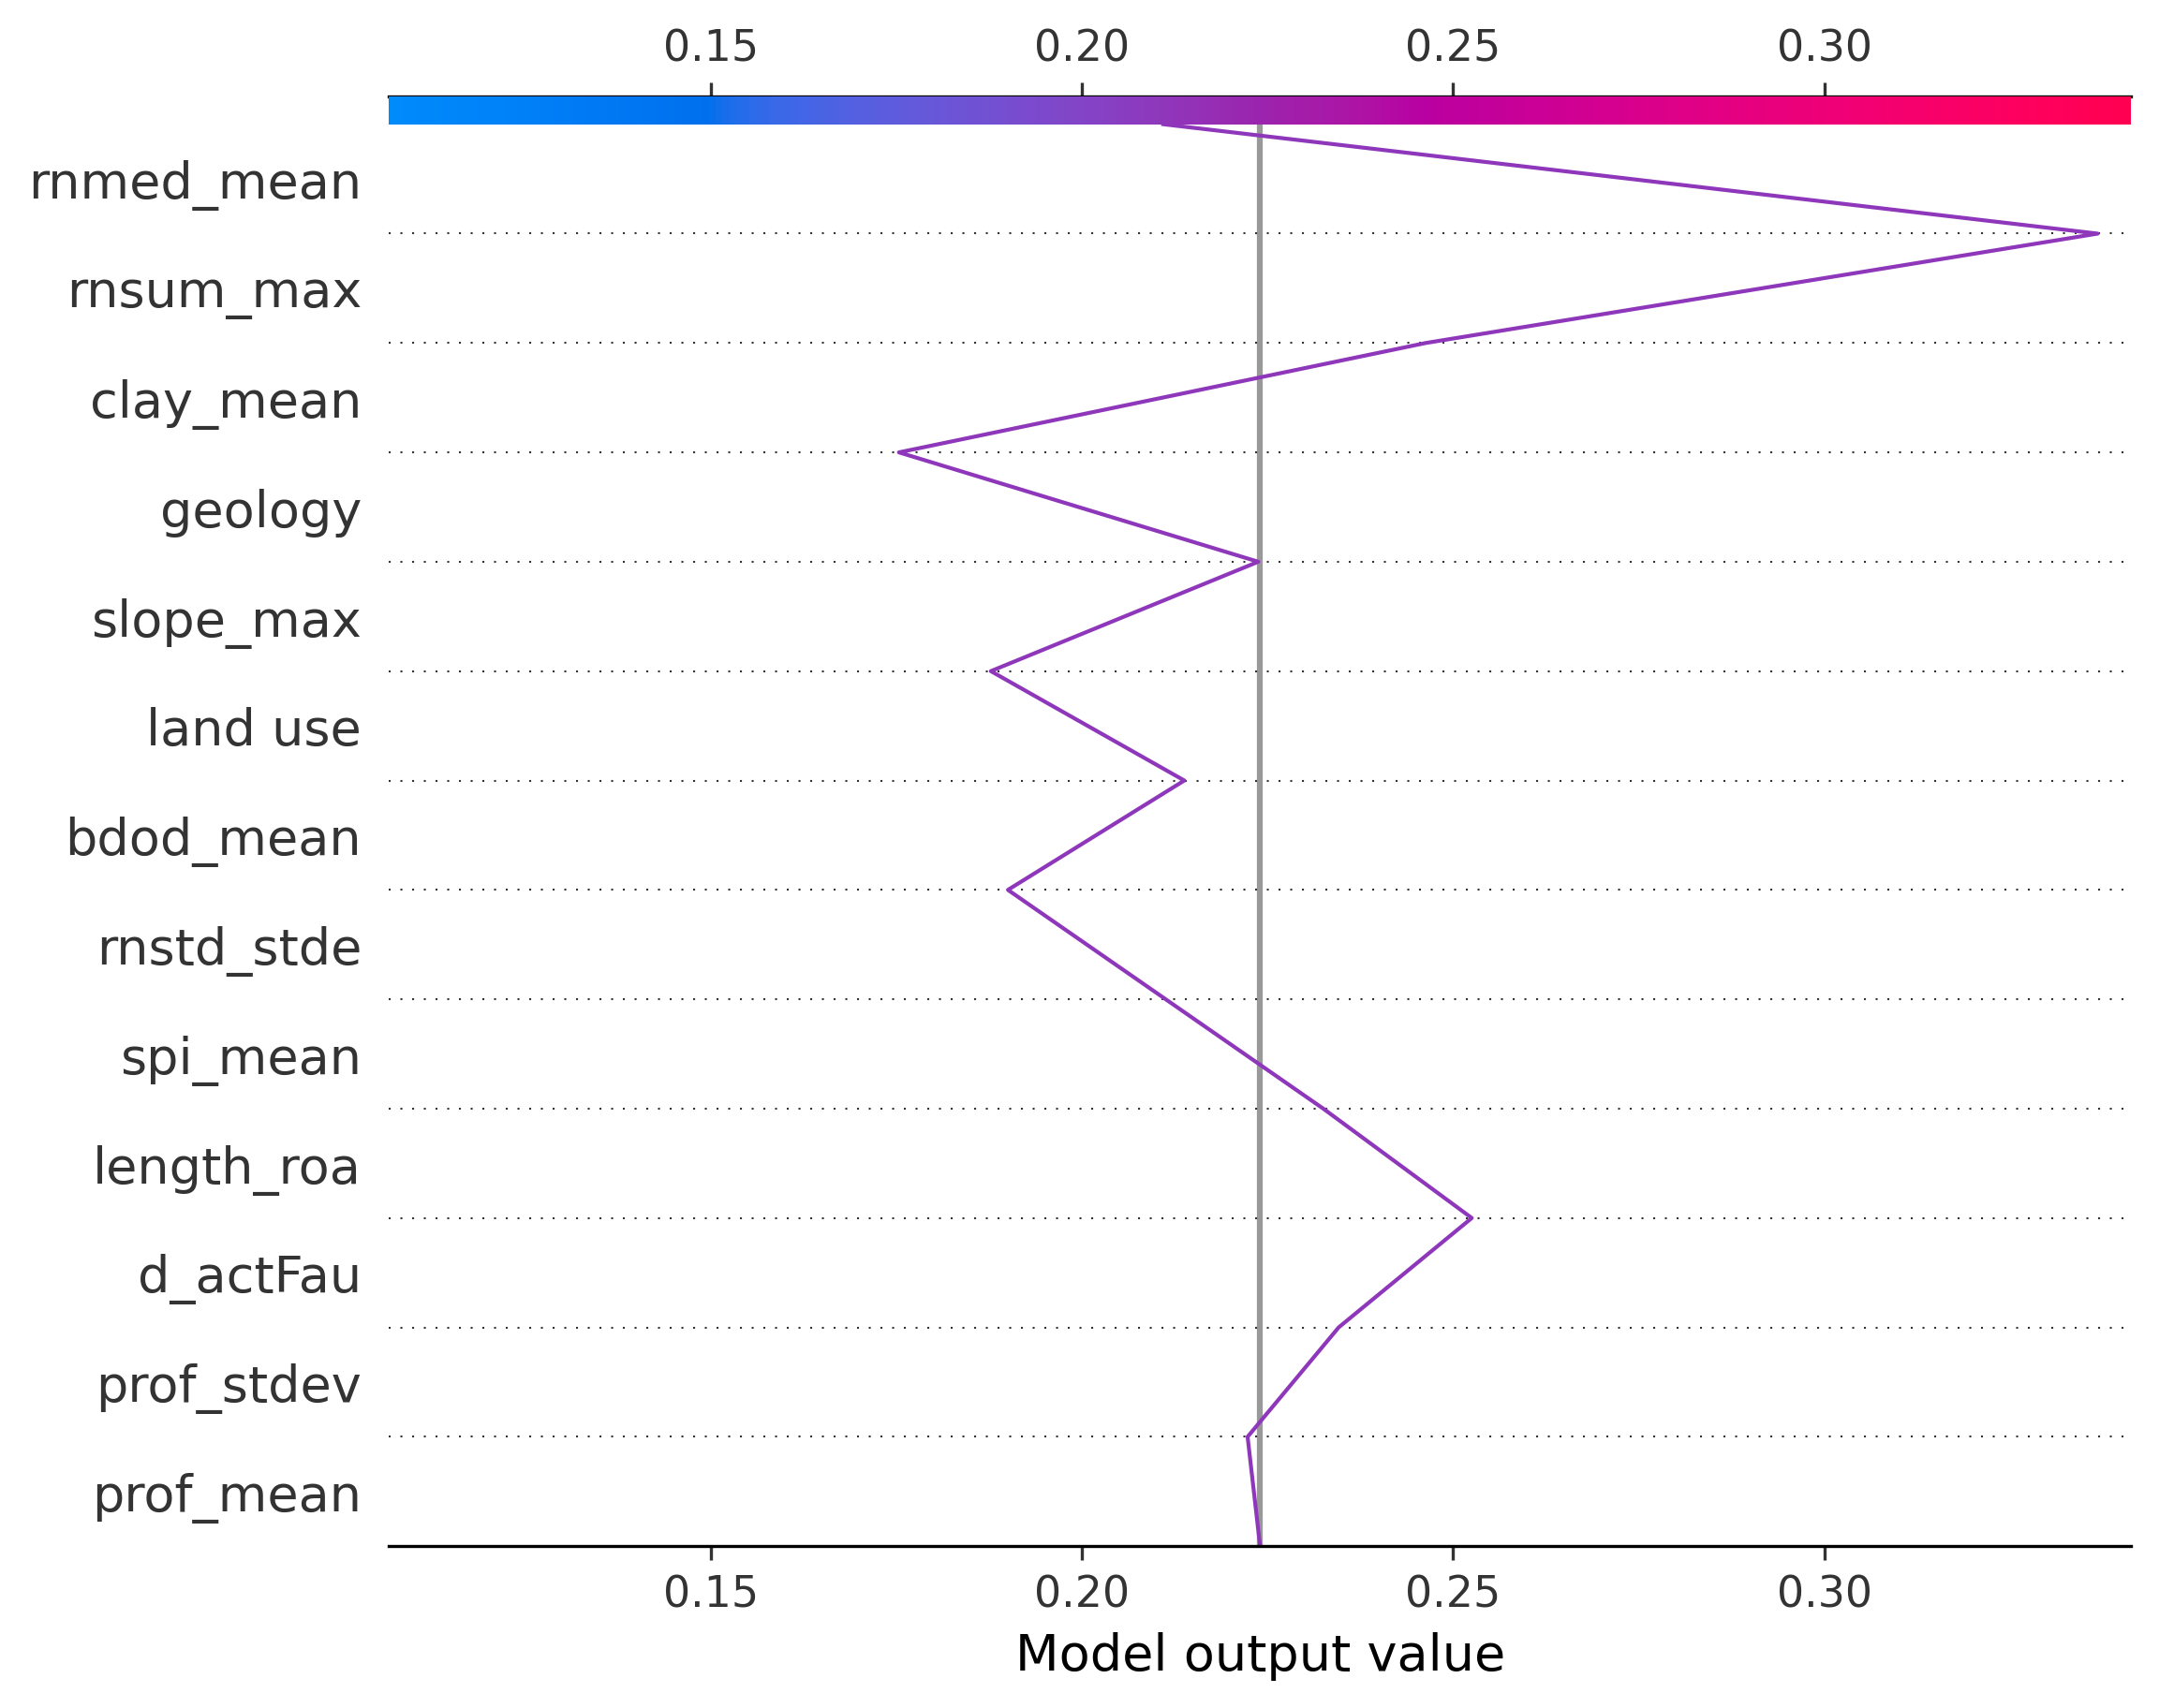 0.15 0.20 0.25 0.30
rnmed_mean
rnsum_max
clay_mean
geology
slope_max
land use
bdod_mean
rnstd_stde
spi_mean
length_roa
d_actFau
prof_stdev
prof_mean
0.15 0.20 0.25 0.30
Model output value